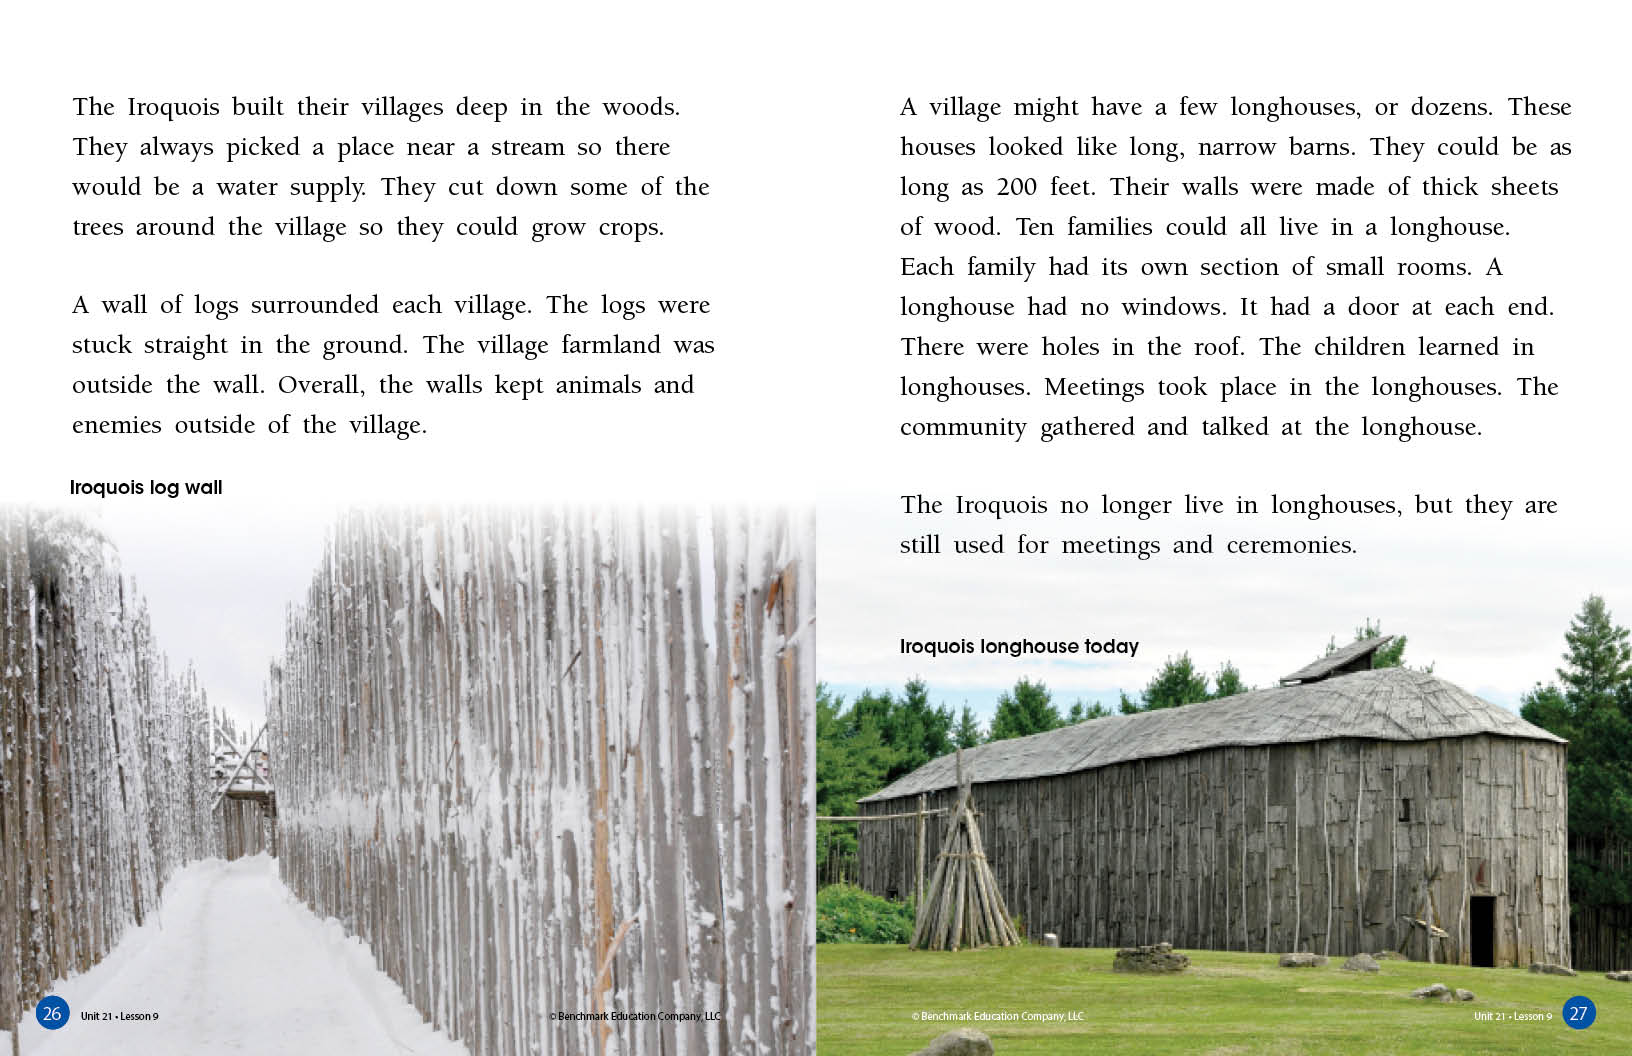 The Iroquois built their villages deep in the woods.
They always picked a place near a stream so there
would be a water supply. They cut down some of the
trees around the village so they could grow crops.
A wall of logs surrounded each village. The logs were
stuck straight in the ground. The village farmland was
outside the wall. Overall, the walls kept animals and
enemies outside of the village.
Iroquois log wall
26
Unit 21 • Lesson 9
© Benchmark Education Company, LLC
A village might have a few longhouses, or dozens. These
houses looked like long, narrow barns. They could be as
long as 200 feet. Their walls were made of thick sheets
of wood. Ten families could all live in a longhouse.
Each family had its own section of small rooms. A
longhouse had no windows. It had a door at each end.
There were holes in the roof. The children learned in
longhouses. Meetings took place in the longhouses. The
community gathered and talked at the longhouse.
The Iroquois no longer live in longhouses, but they are
still used for meetings and ceremonies.
Iroquois longhouse today
© Benchmark Education Company, LLC
Unit 21 • Lesson 9
27